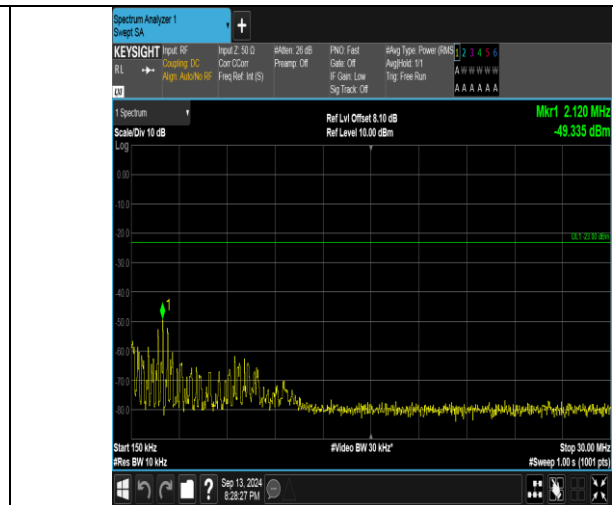 Spectrum Analyzer 1
Swept SA
+
KEYSIGHT Input: RF Input Z: 50 Ω #Atten: 26 dB PNO: Fast #Avg Type: Power (RMS 1 2 3 4 5 6
RL Coupling: DC Corr CCorr Preamp: Off Gate: Off Avg|Hold: 1/1 A W W W W W
Align: Auto/No RF Freq Ref: Int (S) IF Gain: Low Trig: Free Run
LXI Sig Track: Off A A A A A A
1 Spectrum Ref Lvl Offset 8.10 dB Mkr1 2.120 MHz
Scale/Div 10 dB Ref Level 10.00 dBm -49.335 dBm
Log
0.00
-10.0
-20.0
DL1 -23.00 dBm
-30.0
-40.0
1
-50.0
-60.0
-70.0
-80.0
Start 150 kHz #Video BW 30 kHz* Stop 30.00 MHz
#Res BW 10 kHz #Sweep 1.00 s (1001 pts)
? Sep 13, 2024
8:28:27 PM